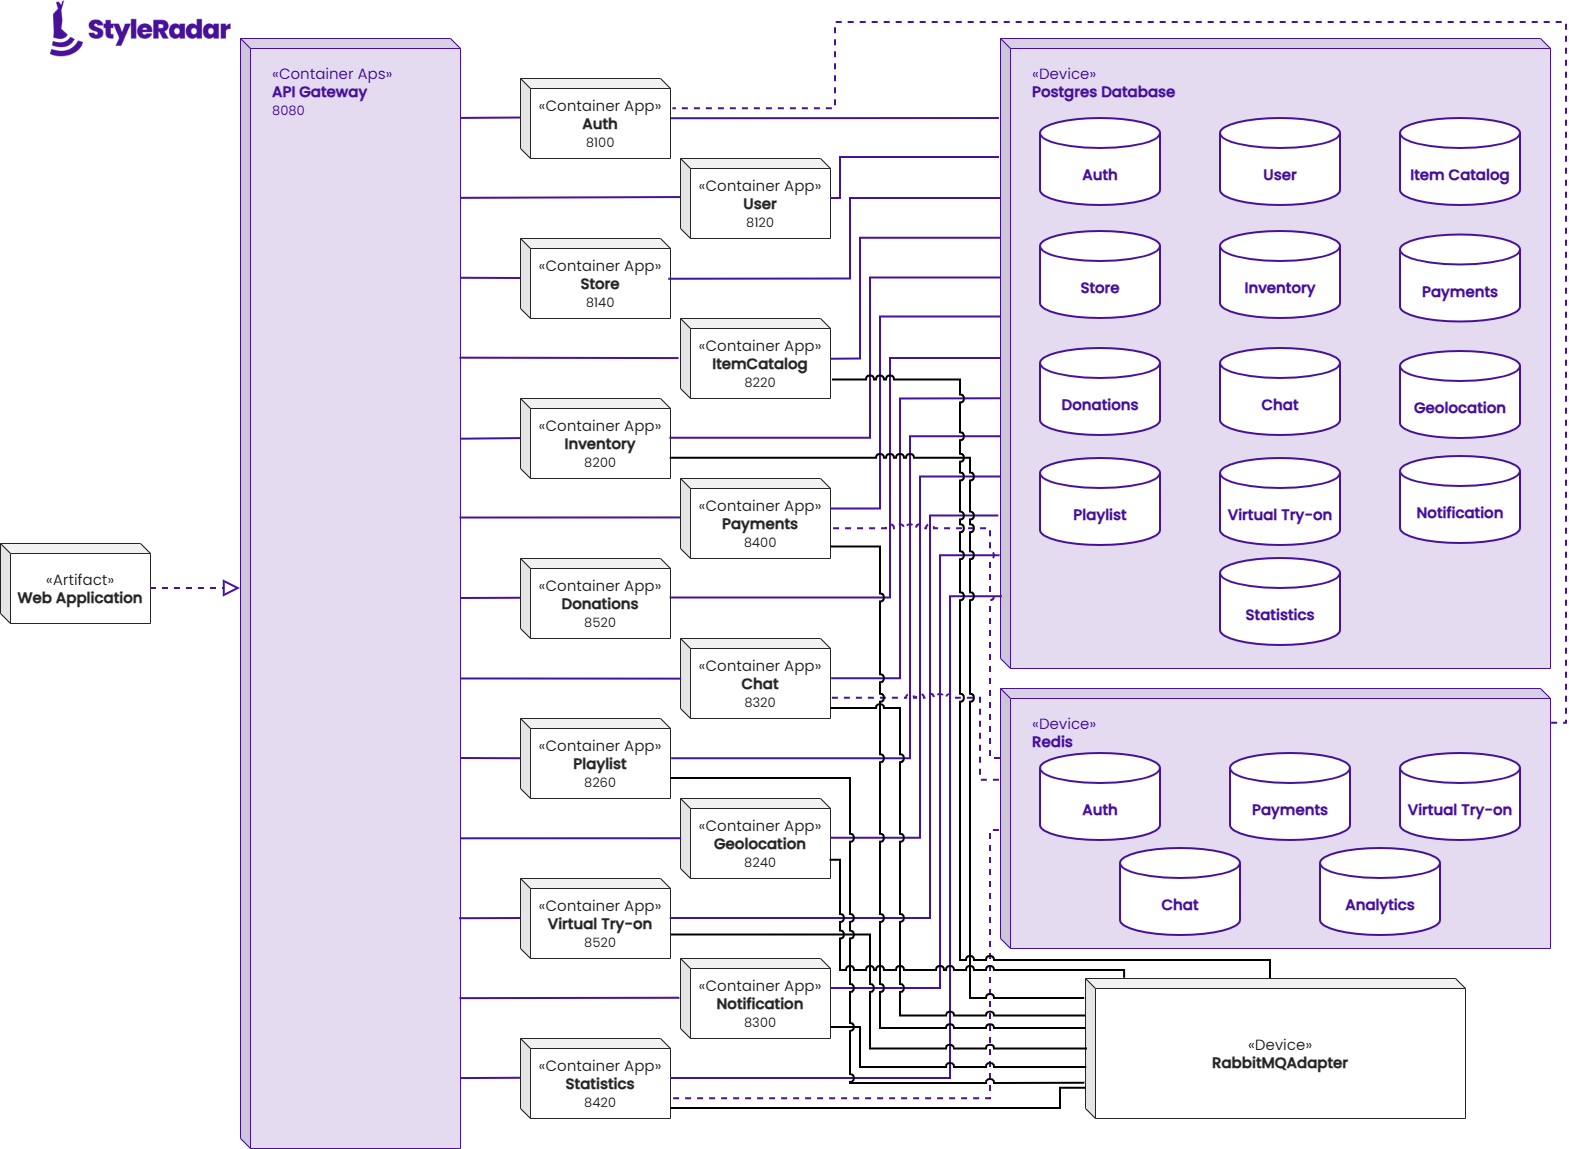 StyleRadar
«Container Aps»
API Gateway
8080
«Artifact»
Web Application
«Container App»
Auth
8100
«Container App»
User
8120
«Container App»
Store
8140
«Container App»
ItemCatalog
8220
«Container App»
Inventory
8200
«Container App»
Payments
8400
«Container App»
Donations
8520
«Container App»
Chat
8320
«Container App»
Playlist
8260
«Container App»
Geolocation
8240
«Container App»
Virtual Try-on
8520
«Container App»
Notification
8300
«Container App»
Statistics
8420
«Device»
Postgres Database
Auth
User
Item Catalog
Store
Inventory
Payments
Donations
Chat
Geolocation
Playlist
Virtual Try-on
Notification
Statistics
«Device»
Redis
Auth
Payments
Virtual Try-on
Chat
Analytics
«Device»
RabbitMQAdapter